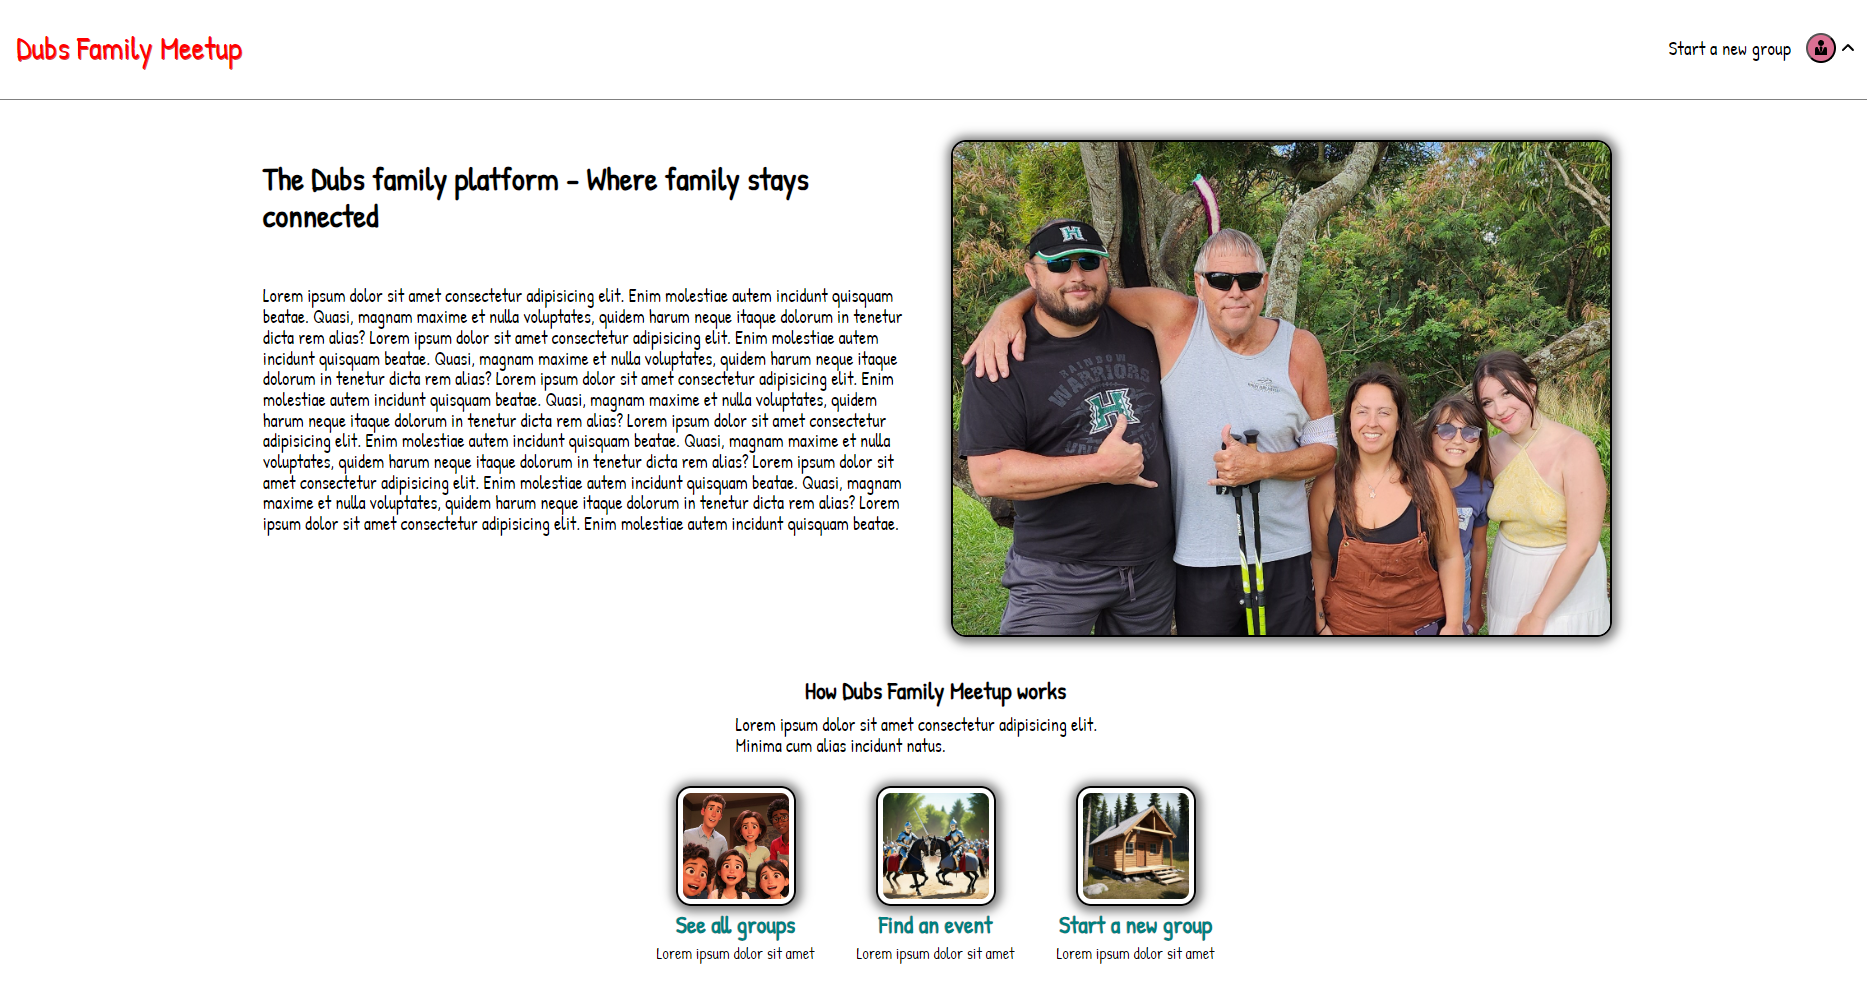 Dubs Family Meetup
Start a new group
The Dubs family platform - Where family stays
connected
Lorem ipsum dolor sit amet consectetur adipisicing elit. Enim molestiae autem incidunt quisquam
beatae. Quasi, magnam maxime et nulla voluptates, quidem harum neque itaque dolorum in tenetur
dicta rem alias? Lorem ipsum dolor sit amet consectetur adipisicing elit. Enim molestiae autem
incidunt quisquam beatae. Quasi, magnam maxime et nulla voluptates, quidem harum neque itaque
dolorum in tenetur dicta rem alias? Lorem ipsum dolor sit amet consectetur adipisicing elit. Enim
molestiae autem incidunt quisquam beatae. Quasi, magnam maxime et nulla voluptates, quidem
harum neque itaque dolorum in tenetur dicta rem alias? Lorem ipsum dolor sit amet consectetur
adipisicing elit. Enim molestiae autem incidunt quisquam beatae. Quasi, magnam maxime et nulla
voluptates, quidem harum neque itaque dolorum in tenetur dicta rem alias? Lorem ipsum dolor sit
amet consectetur adipisicing elit. Enim molestiae autem incidunt quisquam beatae. Quasi, magnam
maxime et nulla voluptates, quidem harum neque itaque dolorum in tenetur dicta rem alias? Lorem
ipsum dolor sit amet consectetur adipisicing elit. Enim molestiae autem incidunt quisquam beatae.
H
RAINBOW
WARRIORS
H
How Dubs Family Meetup works
Lorem ipsum dolor sit amet consectetur adipisicing elit.
Minima cum alias incidunt natus.
See all groups
Find an event
Start a new group
Lorem ipsum dolor sit amet
Lorem ipsum dolor sit amet
Lorem ipsum dolor sit amet